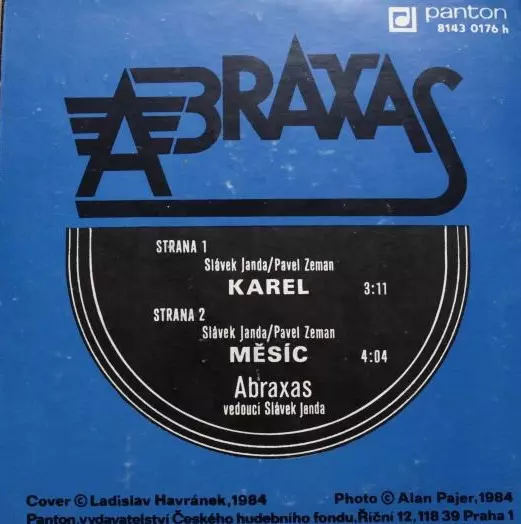 panton
8143 0176 h
ABRAXAS
STRANA 1
Slávek Janda/Pavel Zeman
KAREL 3:11
STRANA 2
Slávek Janda/Pavel Zeman
MĚSÍC 4:04
Abraxas
vedoucí Slávek Janda
Cover © Ladislav Havránek, 1984 Photo © Alan Pajer, 1984
Panton, vydavatelství Českého hudebního fondu, Říční 12, 118 39 Praha 1